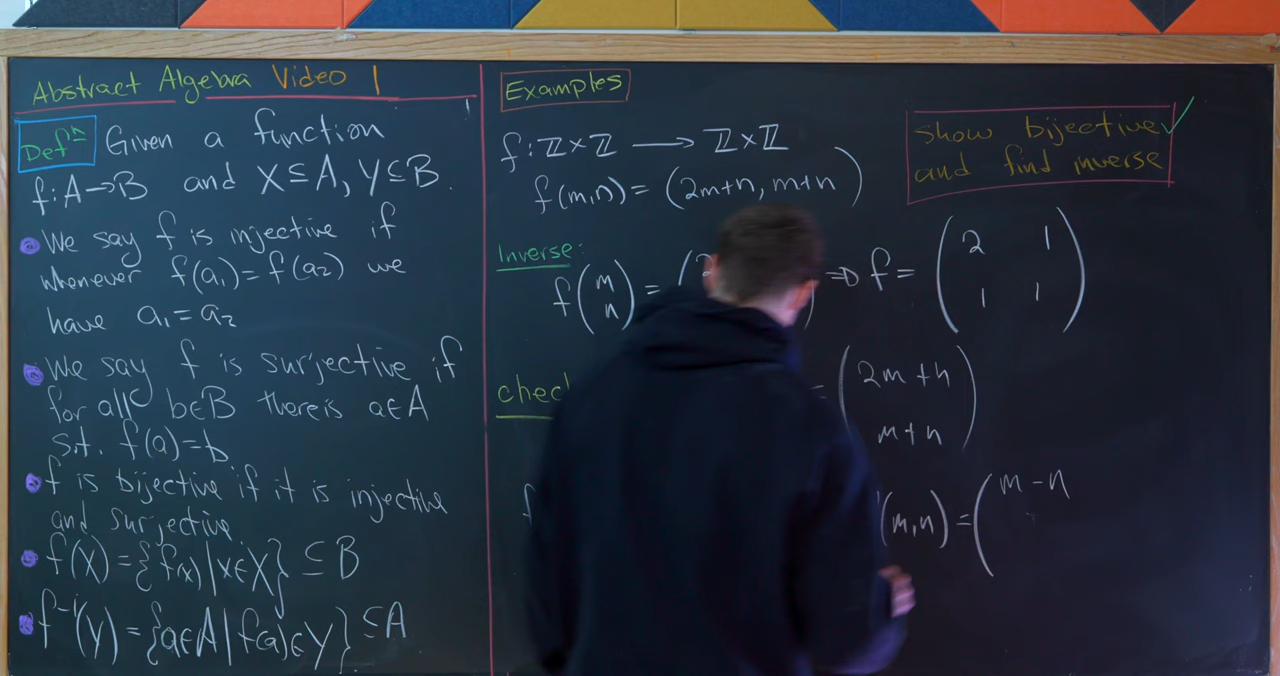 Abstract Algebra Video 1
Defⁿ Given a function
f: A→B and X⊆A, Y⊆B.
• We say f is injective if
whenever f(a₁)=f(a₂) we
have a₁=a₂
• We say f is surjective if
for all b∈B there is a∈A
s.t. f(a)=b
• f is bijective if it is injective
and surjective
• f(X)={f(x)|x∈X} ⊆B
• f⁻¹(Y)={a∈A|f(a)∈Y} ⊆A
Examples
f: ℤ×ℤ ⟶ ℤ×ℤ
f(m,n)= (2m+n, m+n)
Show bijective ✓
and find inverse
Inverse:
f(m
n) = (2 ⇒ f = (2 1
1 1)
= (2m+n
m+n)
(m,n) = (m-n